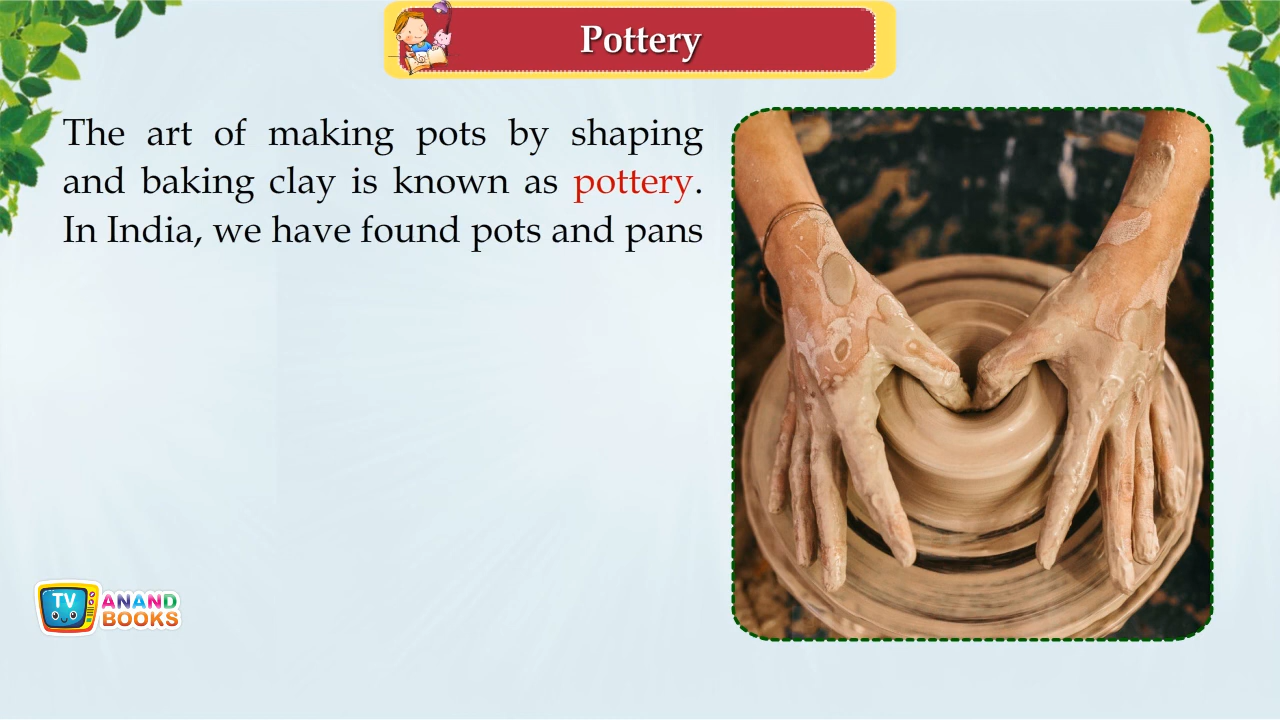 Pottery
The art of making pots by shaping
and baking clay is known as pottery.
In India, we have found pots and pans
TV
ANAND
BOOKS